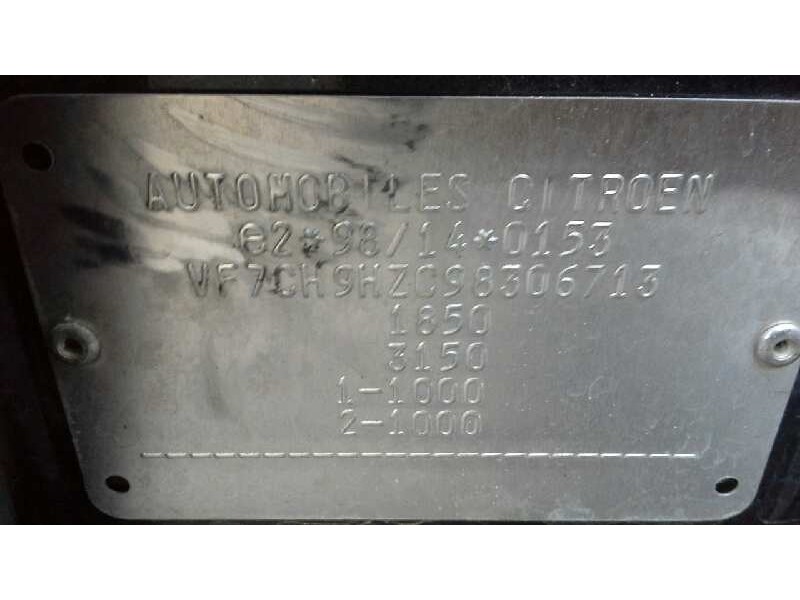 AUTOMOBILES CITROEN
e2*98/14*0153
VF7CH9HZC98306713
1850
3150
1-1000
2-1000